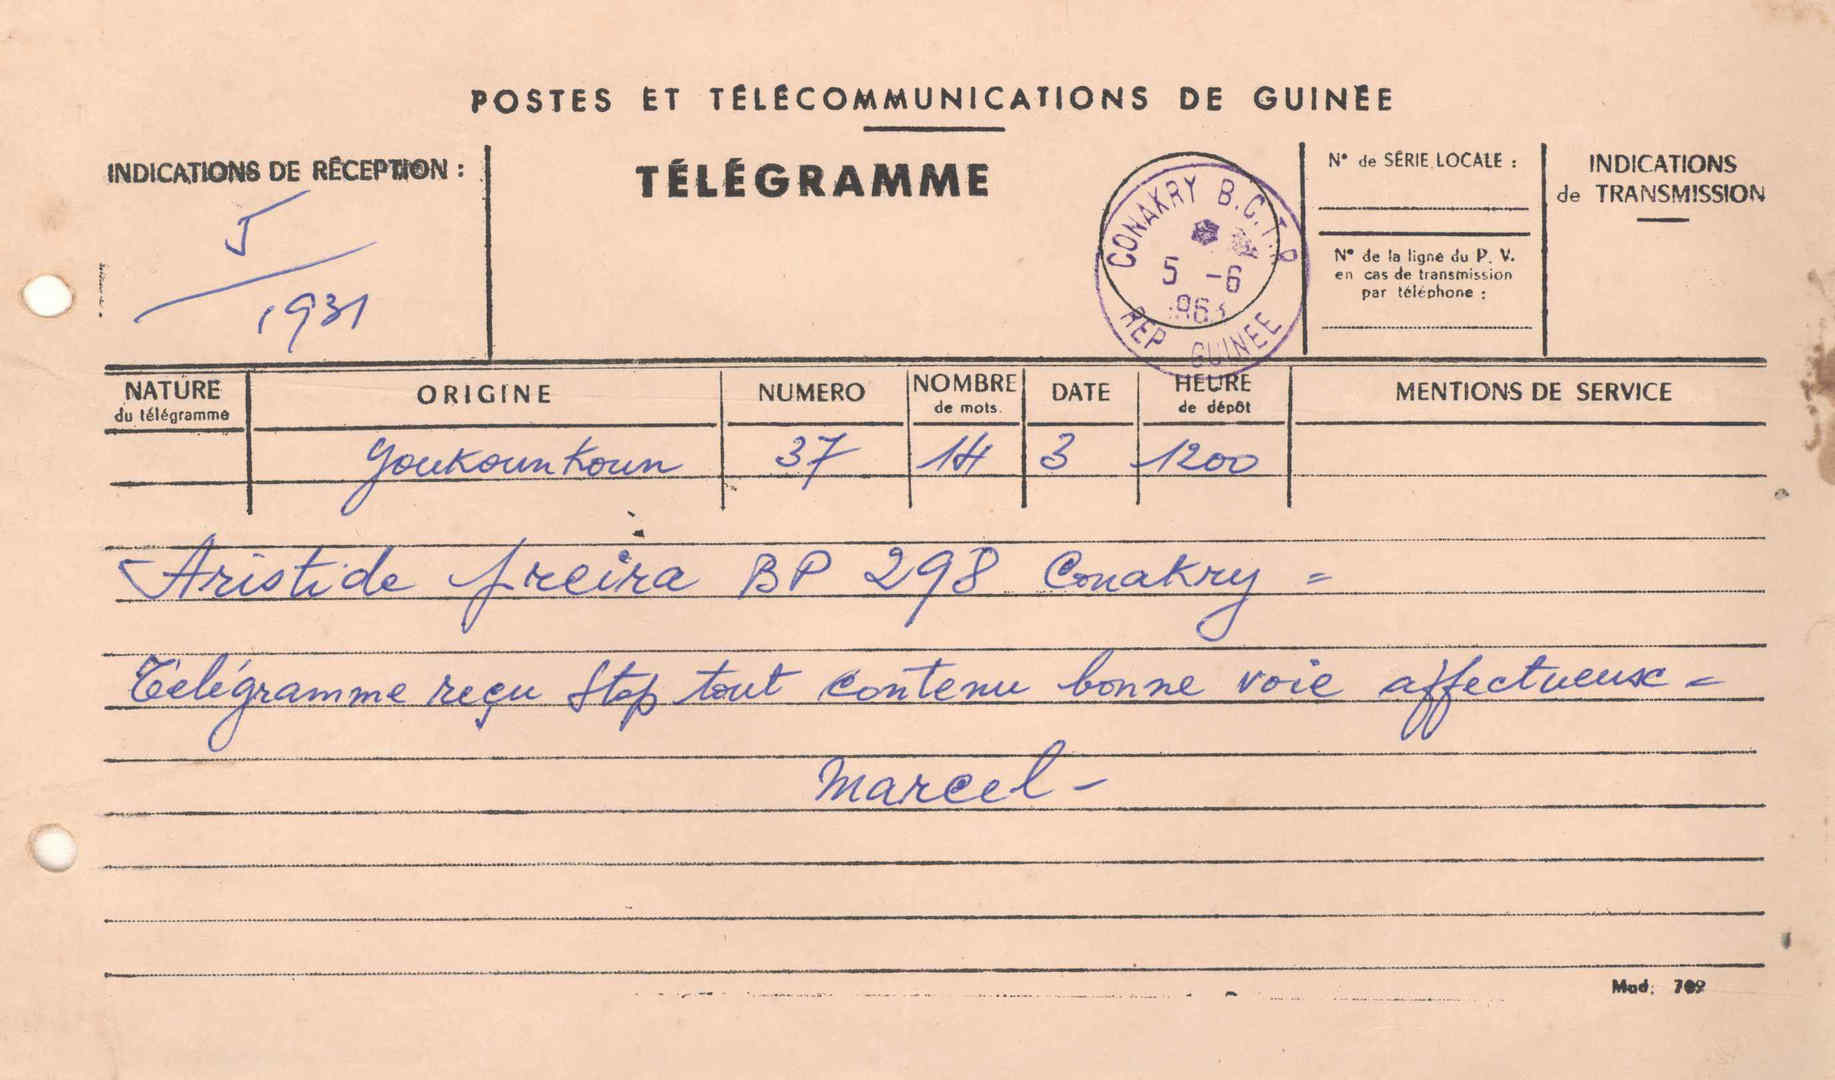 POSTES ET TÉLÉCOMMUNICATIONS DE GUINÉE
INDICATIONS DE RÉCEPTION :
5
1931
TÉLÉGRAMME
CONAKRY B.C.T.R
5 -6
1963
REP GUINEE
N° de SÉRIE LOCALE :
N° de la ligne du P. V.
en cas de transmission
par téléphone :
INDICATIONS
de TRANSMISSION
NATURE
du télégramme
ORIGINE
NUMERO
NOMBRE
de mots.
DATE
HEURE
de dépôt
MENTIONS DE SERVICE
Youkounkoun 37 14 3 1200
Aristide freira BP 298 Conakry =
Télégramme reçu Stop tout contenu bonne voie affectueuse =
Marcel -
Mod. 709